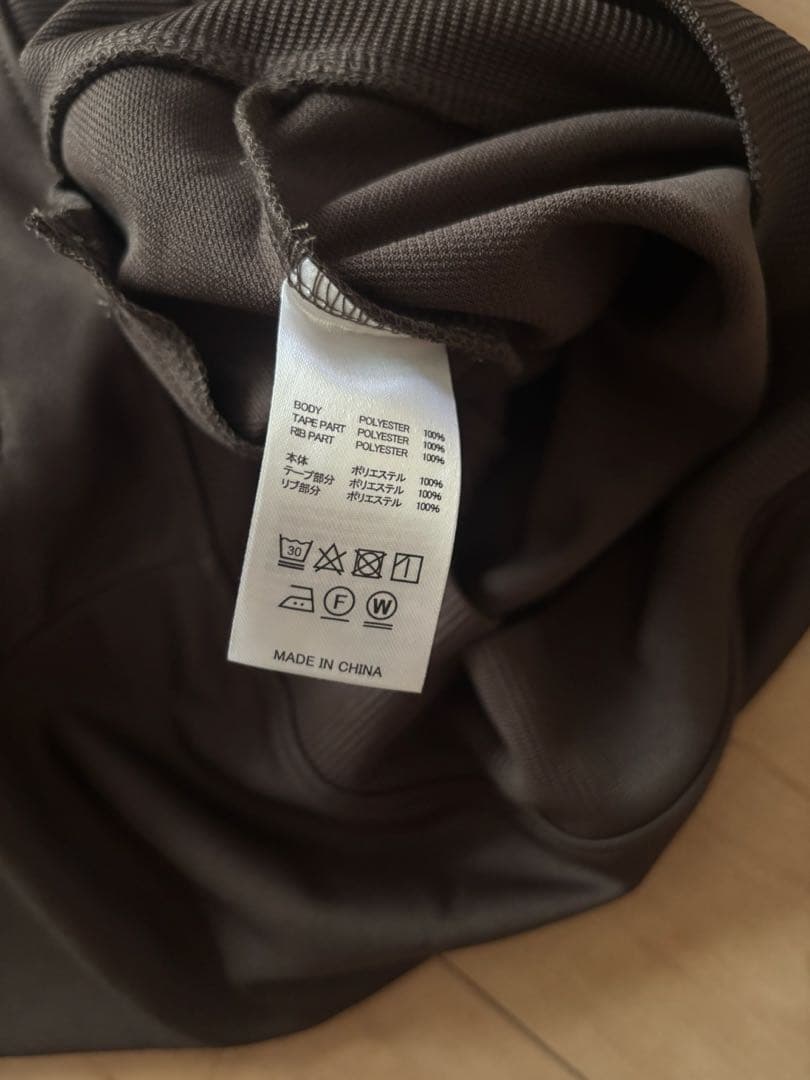 BODY POLYESTER 100%
TAPE PART POLYESTER 100%
RIB PART POLYESTER 100%
本体 ポリエステル 100%
テープ部分 ポリエステル 100%
リブ部分 ポリエステル 100%
30
F W
MADE IN CHINA